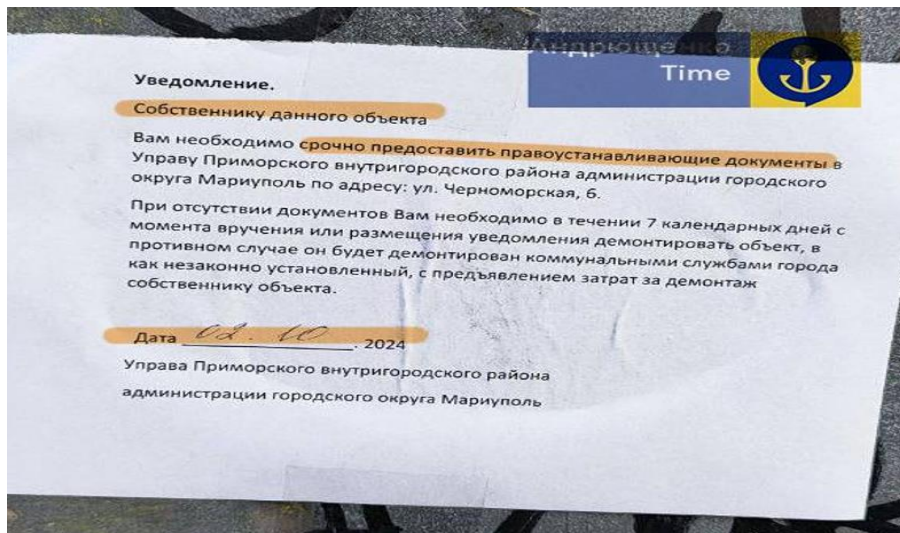 Андрющенко
Time
Уведомление.
Собственнику данного объекта
Вам необходимо срочно предоставить правоустанавливающие документы в
Управу Приморского внутригородского района администрации городского
округа Мариуполь по адресу: ул. Черноморская, 6.
При отсутствии документов Вам необходимо в течении 7 календарных дней с
момента вручения или размещения уведомления демонтировать объект, в
противном случае он будет демонтирован коммунальными службами города
как незаконно установленный, с предъявлением затрат за демонтаж
собственнику объекта.
Дата 02. 10 . 2024
Управа Приморского внутригородского района
администрации городского округа Мариуполь